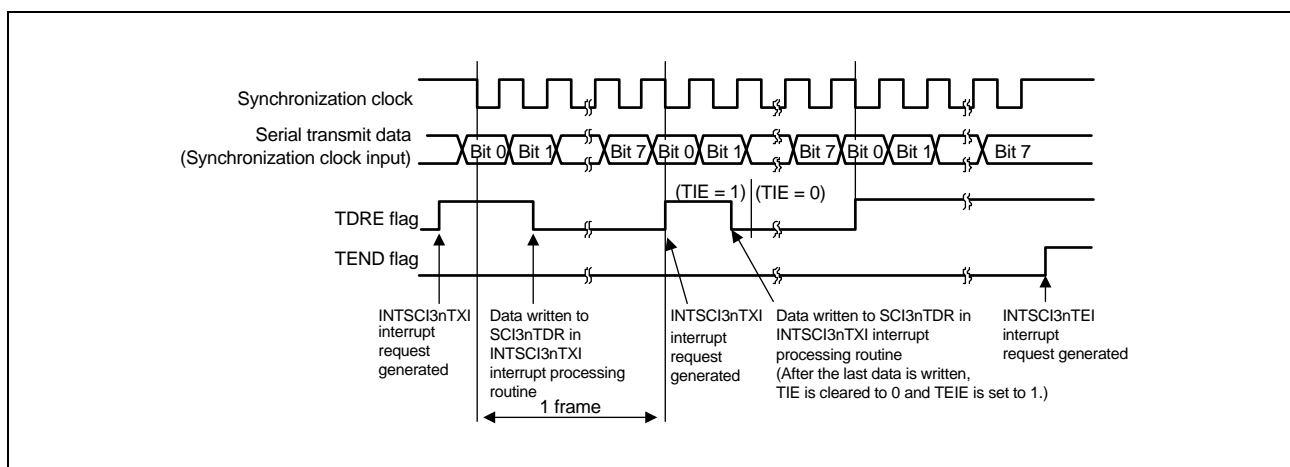 Synchronization clock
Serial transmit data
(Synchronization clock input)
Bit 0 Bit 1 Bit 7 Bit 0 Bit 1 Bit 7 Bit 0 Bit 1 Bit 7
(TIE = 1) (TIE = 0)
TDRE flag
TEND flag
INTSCI3nTXI
interrupt
request
generated
Data written to
SCI3nTDR in
INTSCI3nTXI
interrupt processing
routine
INTSCI3nTXI
interrupt
request
generated
Data written to SCI3nTDR in
INTSCI3nTXI interrupt
processing routine
(After the last data is written,
TIE is cleared to 0 and TEIE is set to 1.)
INTSCI3nTEI
interrupt
request generated
1 frame